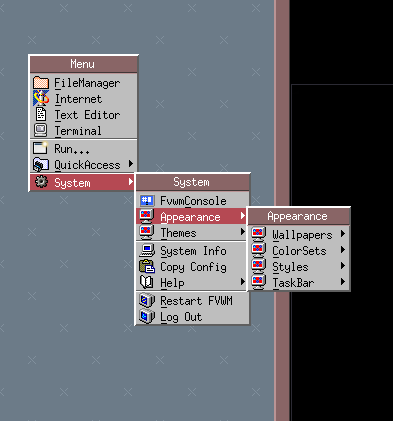 Menu
FileManager
Internet
Text Editor
Terminal
Run...
QuickAccess
System
System
FvwmConsole
Appearance
Themes
System Info
Copy Config
Help
Restart FVWM
Log Out
Appearance
Wallpapers
ColorSets
Styles
TaskBar